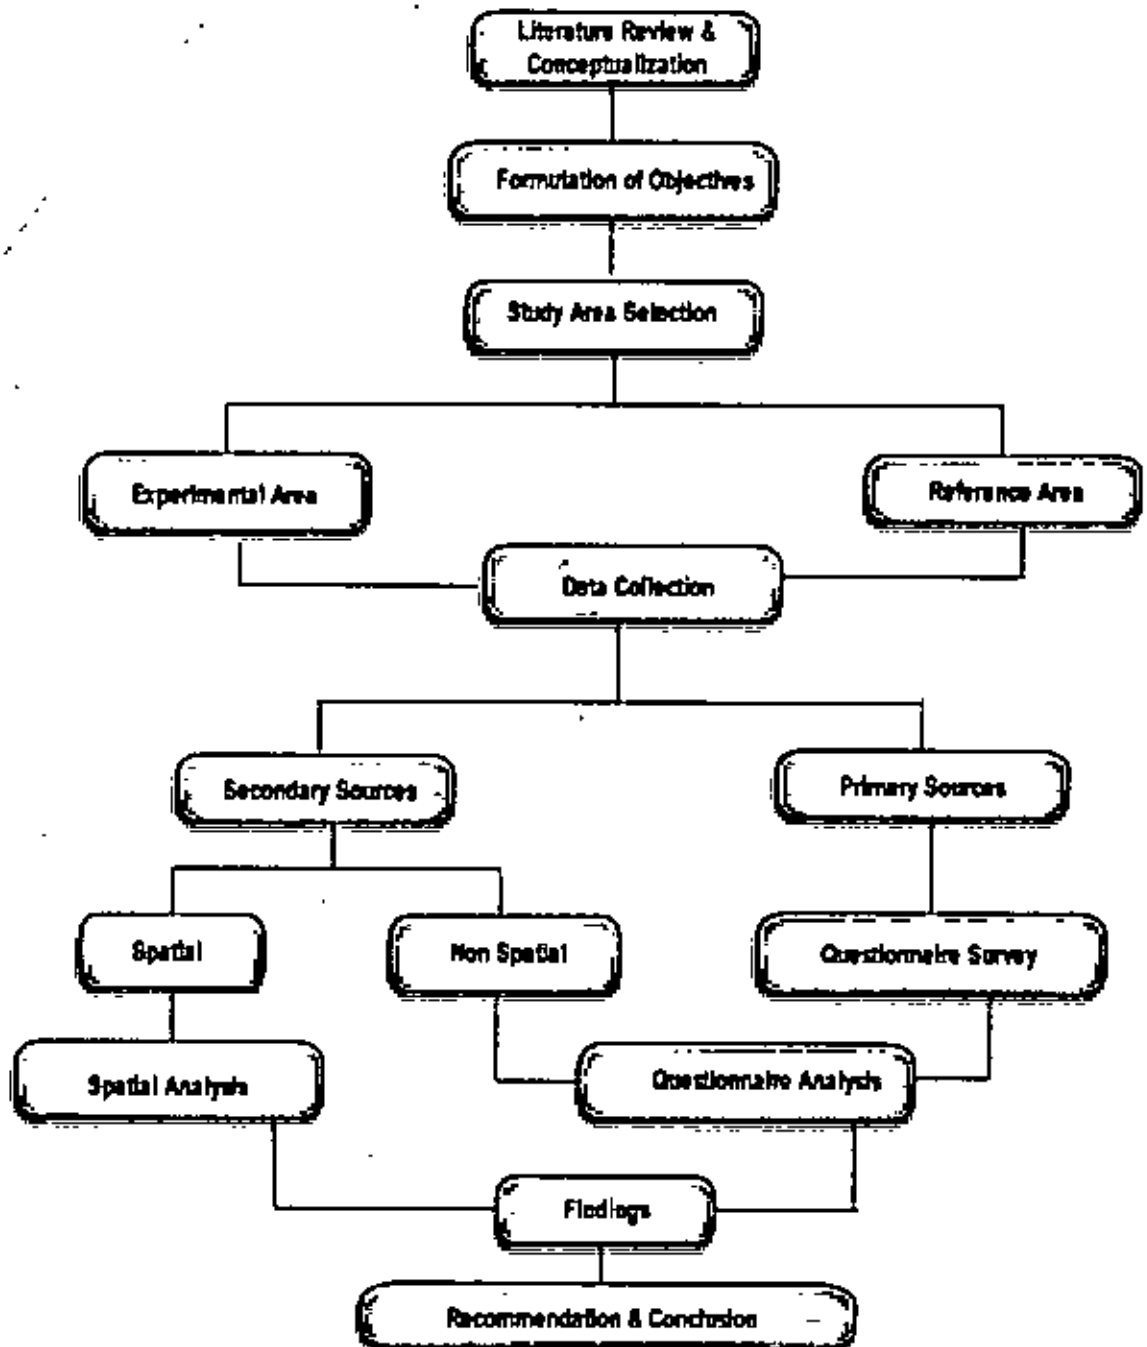 Literature Review &
Conceptualization
Formulation of Objectives
Study Area Selection
Experimental Area
Reference Area
Data Collection
Secondary Sources
Primary Sources
Spatial
Non Spatial
Questionnaire Survey
Spatial Analysis
Questionnaire Analysis
Findings
Recommendation & Conclusion